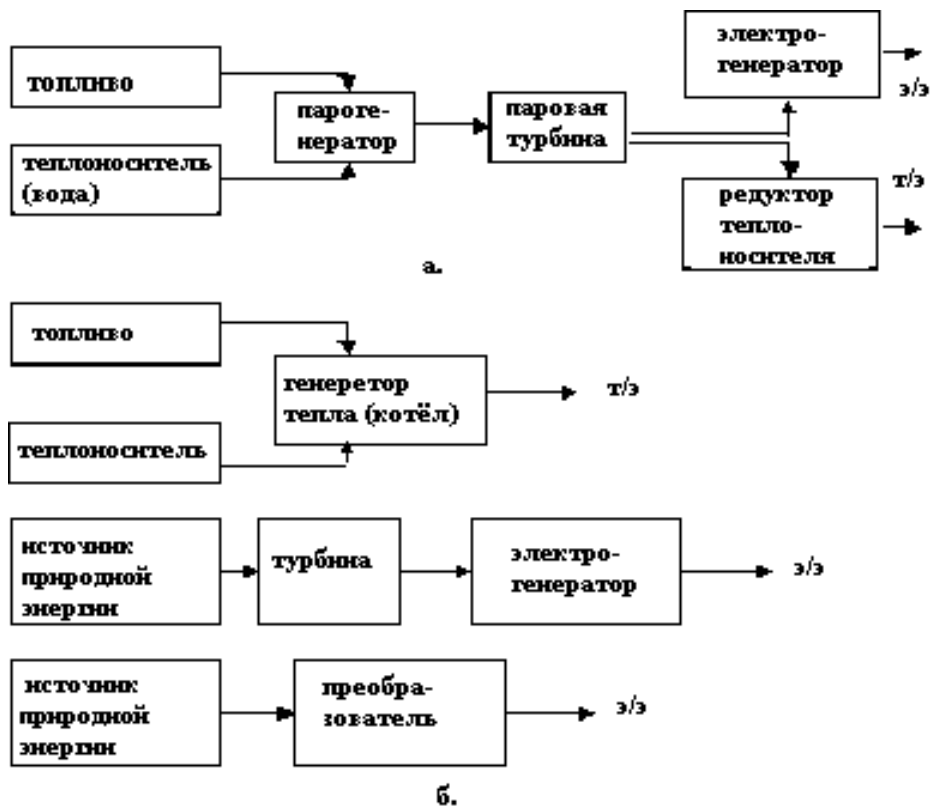 топливо
теплоноситель
(вода)
пароге-
нератор
паровая
турбина
электро-
генератор
э/э
редуктор
тепло-
носителя
т/э
а.
топливо
теплоноситель
генеретор
тепла (котёл)
т/э
источник
природной
энергии
турбина
электро-
генератор
э/э
источник
природной
энергии
преобра-
зователь
э/э
б.